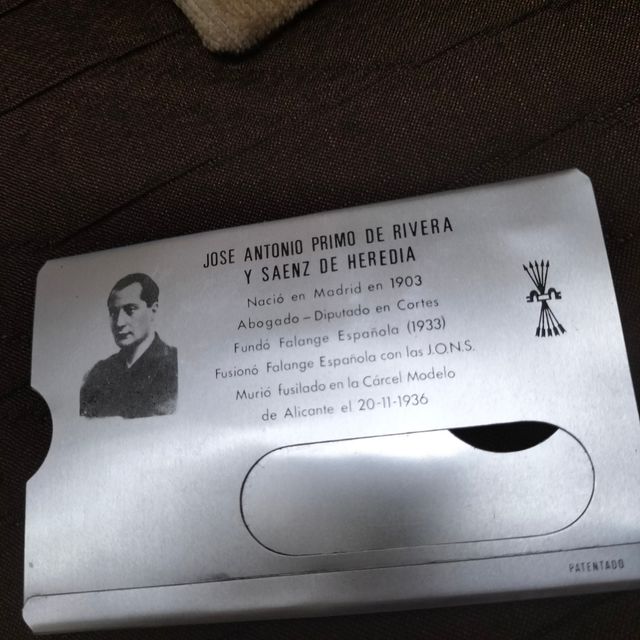 JOSE ANTONIO PRIMO DE RIVERA
Y SAENZ DE HEREDIA
Nació en Madrid en 1903
Abogado – Diputado en Cortes
Fundó Falange Española (1933)
Fusionó Falange Española con las J.O.N.S.
Murió fusilado en la Cárcel Modelo
de Alicante el 20-11-1936
PATENTADO